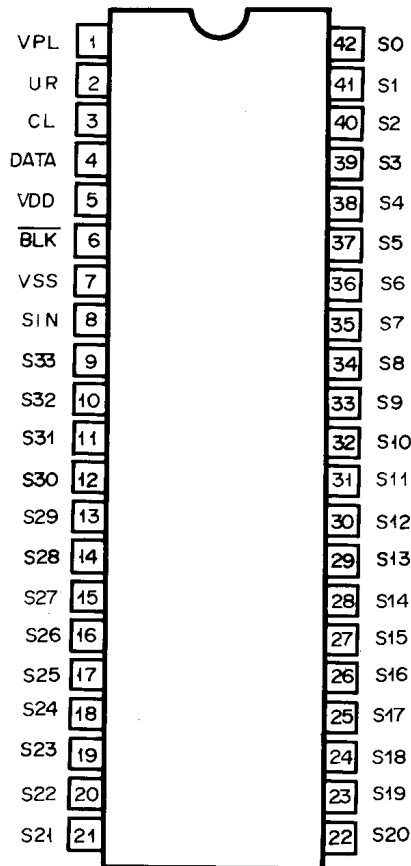 VPL 1 42 S0
UR 2 41 S1
CL 3 40 S2
DATA 4 39 S3
VDD 5 38 S4
BLK 6 37 S5
VSS 7 36 S6
SIN 8 35 S7
S33 9 34 S8
S32 10 33 S9
S31 11 32 S10
S30 12 31 S11
S29 13 30 S12
S28 14 29 S13
S27 15 28 S14
S26 16 27 S15
S25 17 26 S16
S24 18 25 S17
S23 19 24 S18
S22 20 23 S19
S21 21 22 S20